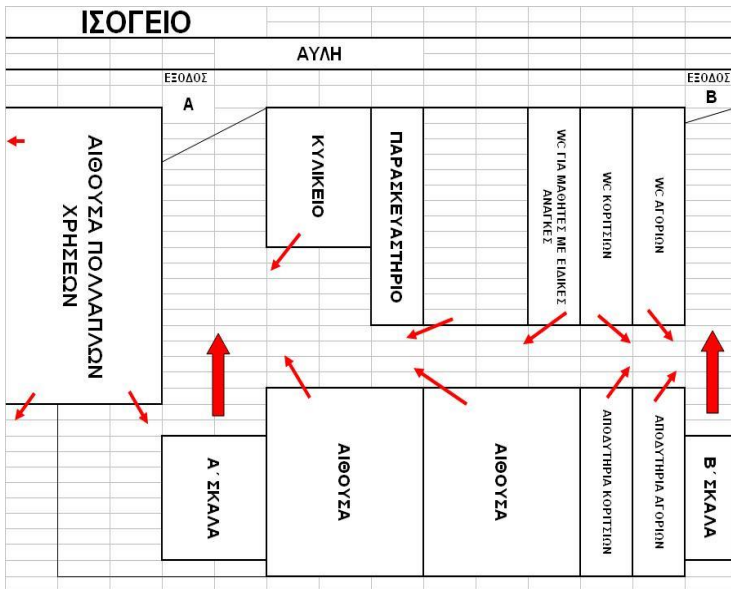 ΙΣΟΓΕΙΟ
ΑΥΛΗ
ΕΞΟΔΟΣ
Α
ΕΞΟΔΟΣ
Β
ΑΙΘΟΥΣΑ ΠΟΛΛΑΠΛΩΝ
ΧΡΗΣΕΩΝ
ΚΥΛΙΚΕΙΟ
ΠΑΡΑΣΚΕΥΑΣΤΗΡΙΟ
WC ΓΙΑ ΜΑΘΗΤΕΣ ΜΕ ΕΙΔΙΚΕΣ
ΑΝΑΓΚΕΣ
WC ΚΟΡΙΤΣΙΩΝ
WC ΑΓΟΡΙΩΝ
Α΄ ΣΚΑΛΑ
ΑΙΘΟΥΣΑ
ΑΙΘΟΥΣΑ
ΑΠΟΔΥΤΗΡΙΑ ΚΟΡΙΤΣΙΩΝ
ΑΠΟΔΥΤΗΡΙΑ ΑΓΟΡΙΩΝ
Β΄ ΣΚΑΛΑ